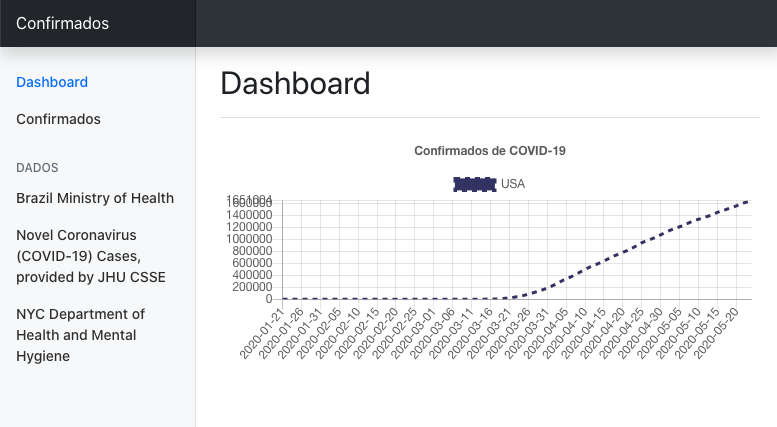 Confirmados
Dashboard
Confirmados
DADOS
Brazil Ministry of Health
Novel Coronavirus
(COVID-19) Cases,
provided by JHU CSSE
NYC Department of
Health and Mental
Hygiene
Dashboard
Confirmados de COVID-19
USA
1600000
1400000
1200000
1000000
800000
600000
400000
200000
0
2020-01-21
2020-01-26
2020-01-31
2020-02-05
2020-02-10
2020-02-15
2020-02-20
2020-02-25
2020-03-01
2020-03-06
2020-03-11
2020-03-16
2020-03-21
2020-03-26
2020-03-31
2020-04-05
2020-04-10
2020-04-15
2020-04-20
2020-04-25
2020-04-30
2020-05-05
2020-05-10
2020-05-15
2020-05-20